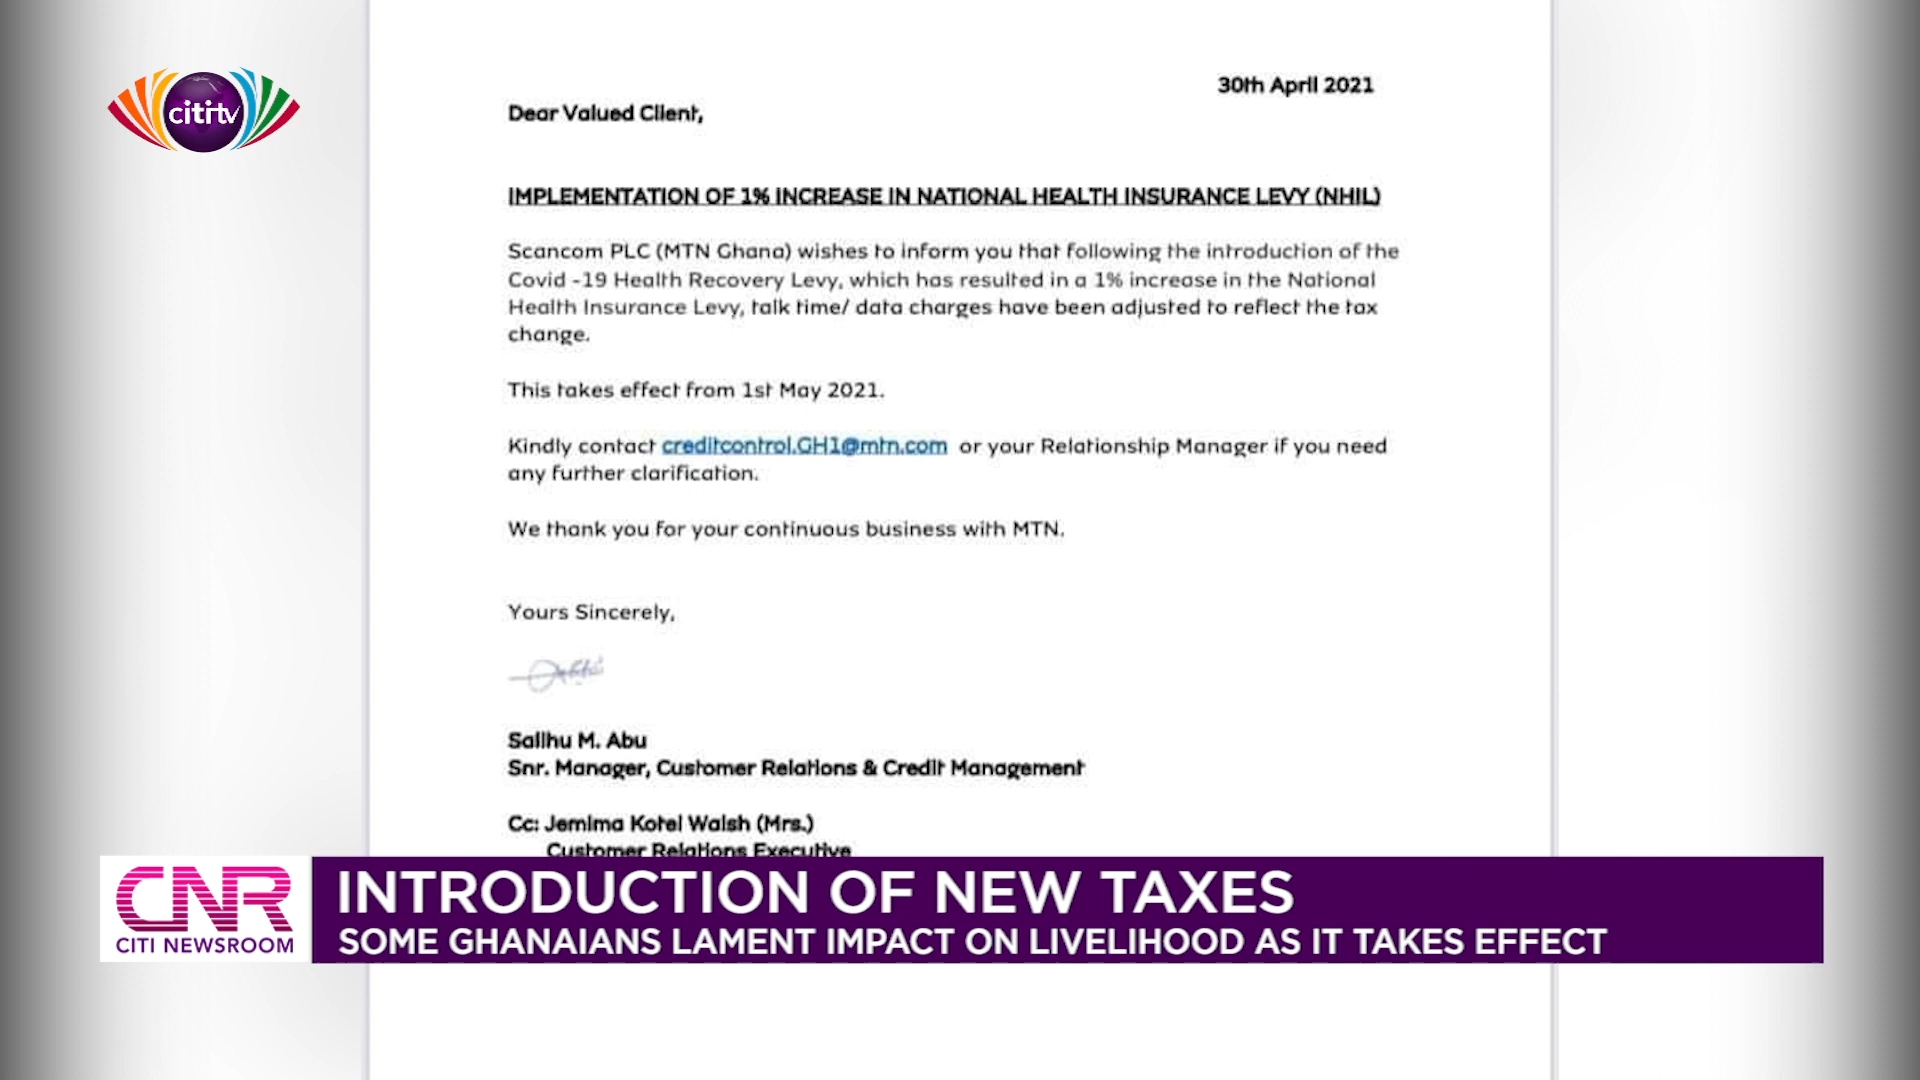 citi tv
30th April 2021
Dear Valued Client,
IMPLEMENTATION OF 1% INCREASE IN NATIONAL HEALTH INSURANCE LEVY (NHIL)
Scancom PLC (MTN Ghana) wishes to inform you that following the introduction of the
Covid -19 Health Recovery Levy, which has resulted in a 1% increase in the National
Health Insurance Levy, talk time/ data charges have been adjusted to reflect the tax
change.
This takes effect from 1st May 2021.
Kindly contact creditcontrol.GH1@mtn.com or your Relationship Manager if you need
any further clarification.
We thank you for your continuous business with MTN.
Yours Sincerely,
Salihu M. Abu
Snr. Manager, Customer Relations & Credit Management
Cc: Jemima Kotei Walsh (Mrs.)
Customer Relations Executive
CNR
CITI NEWSROOM
INTRODUCTION OF NEW TAXES
SOME GHANAIANS LAMENT IMPACT ON LIVELIHOOD AS IT TAKES EFFECT